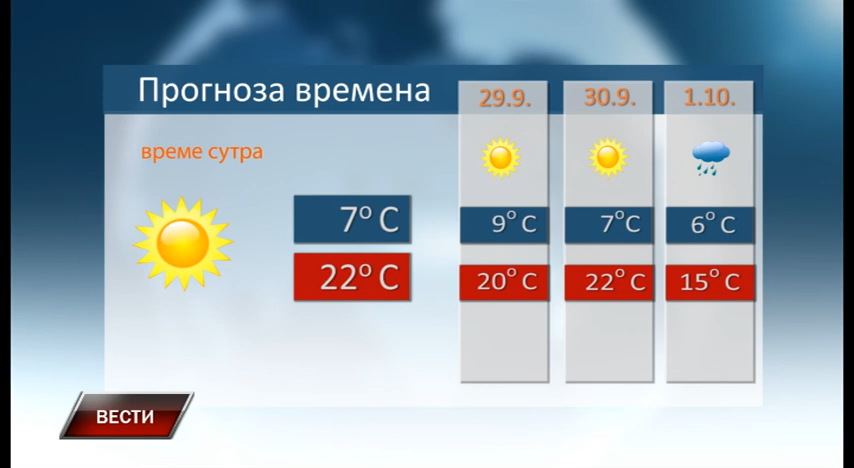 Прогноза времена
време сутра
7° C
22° C
29.9.
9° C
20° C
30.9.
7°C
22° C
1.10.
6° C
15° C
ВЕСТИ